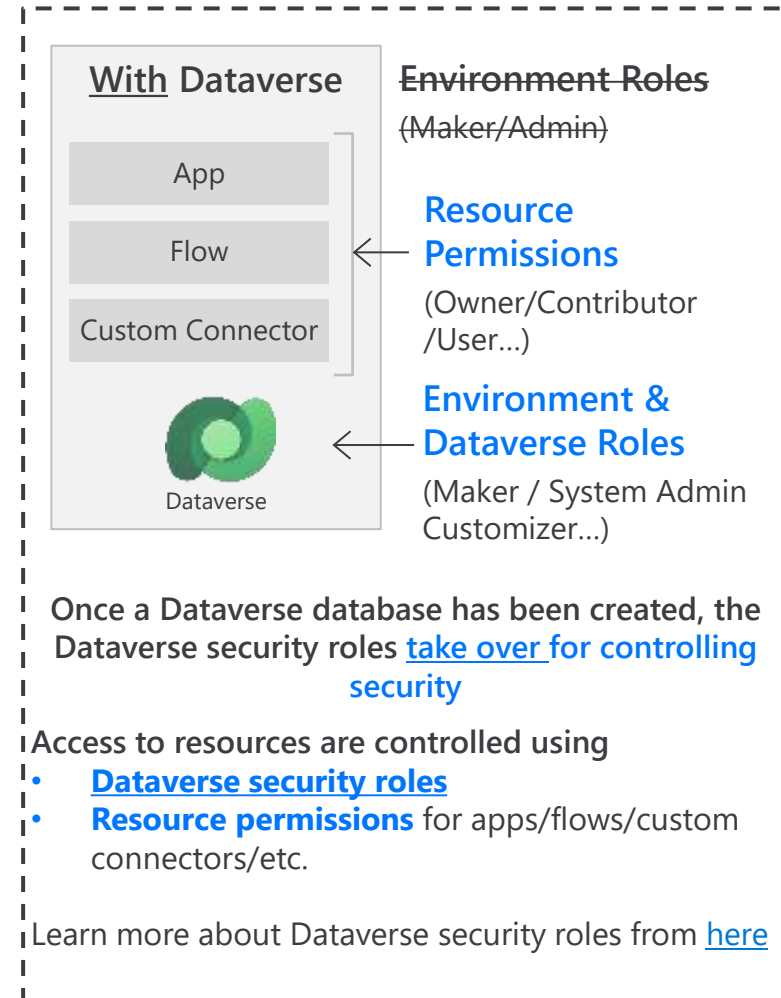 With Dataverse
App
Flow
Custom Connector
Dataverse
Environment Roles
(Maker/Admin)
Resource
Permissions
(Owner/Contributor
/User...)
Environment &
Dataverse Roles
(Maker / System Admin
Customizer...)
Once a Dataverse database has been created, the
Dataverse security roles take over for controlling
security
Access to resources are controlled using
• Dataverse security roles
• Resource permissions for apps/flows/custom
connectors/etc.
Learn more about Dataverse security roles from here